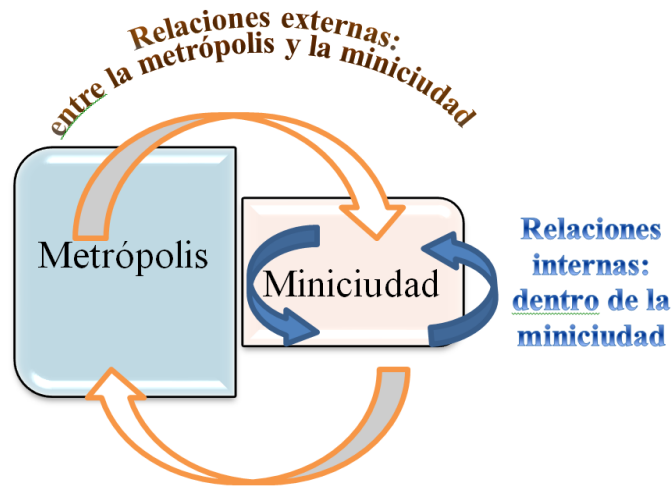 Relaciones externas:
entre la metrópolis y la miniciudad
Metrópolis
Miniciudad
Relaciones
internas:
dentro de la
miniciudad